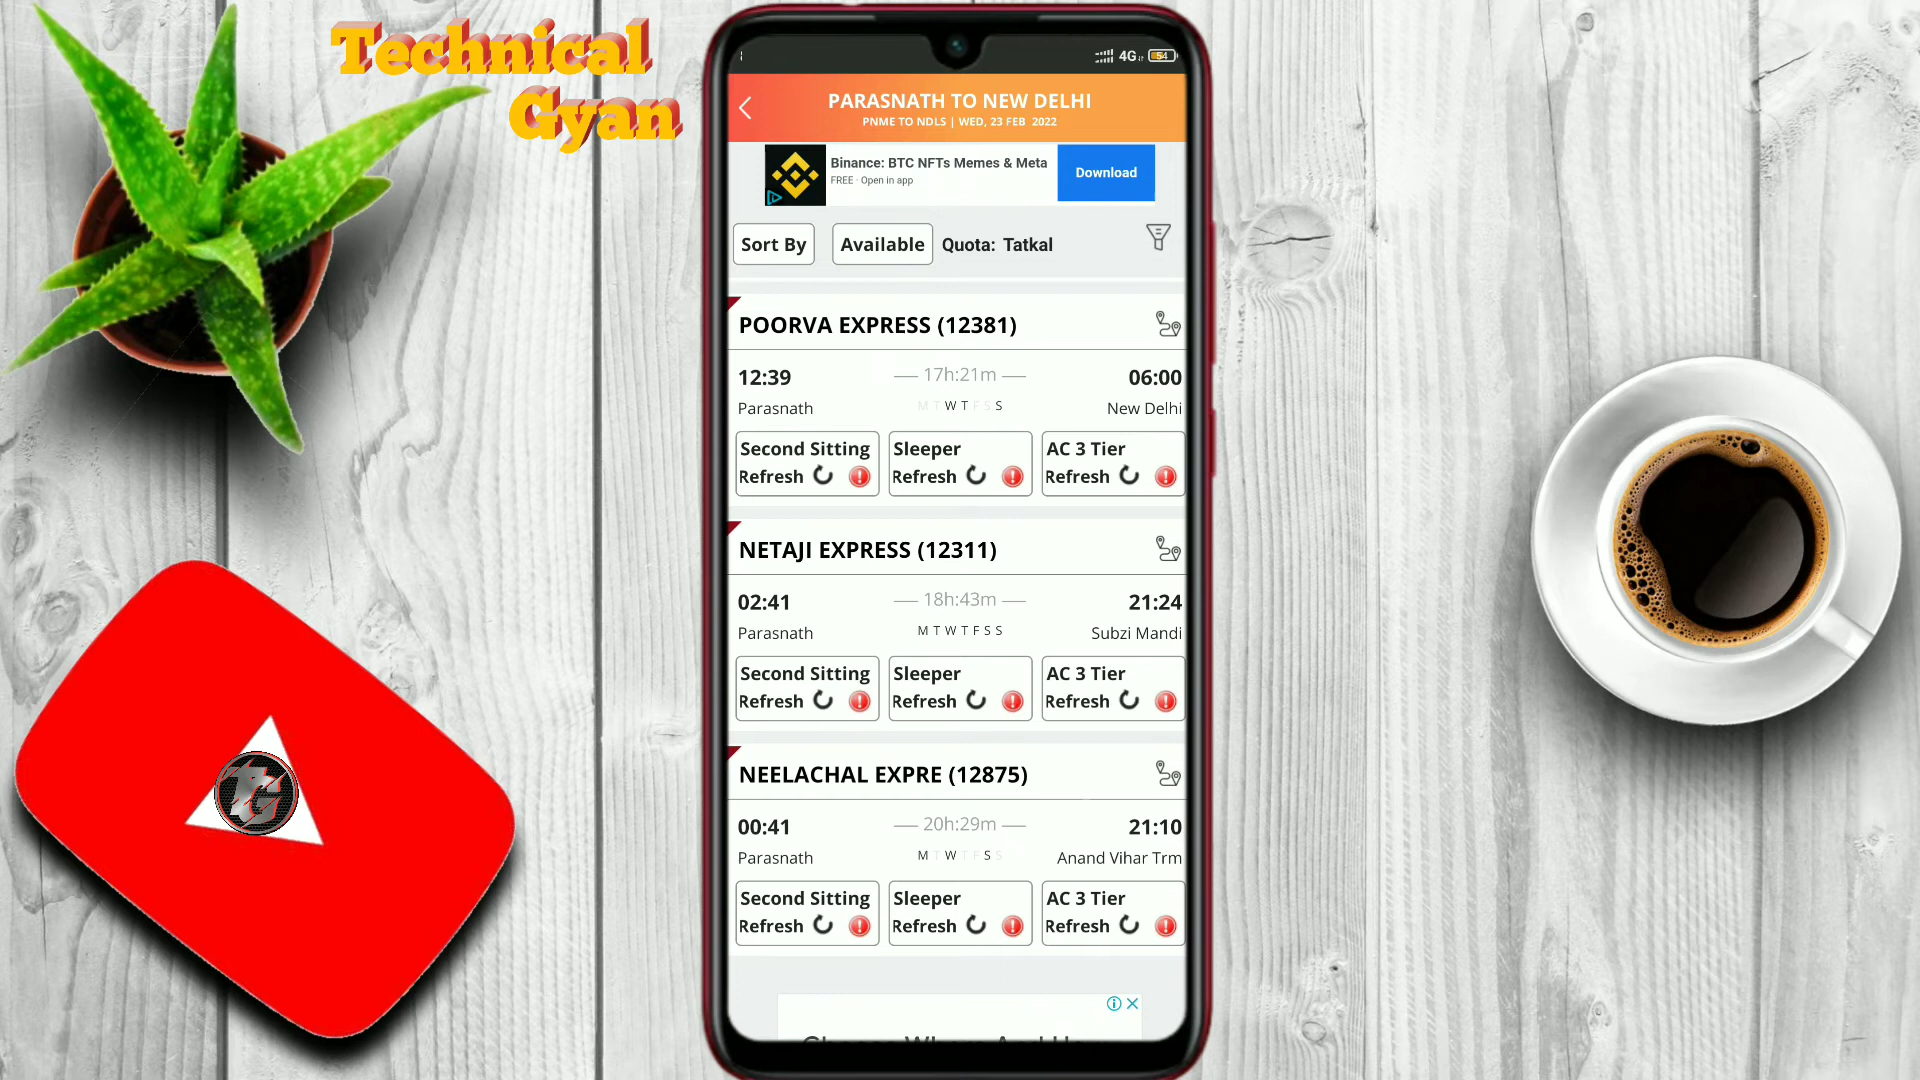 Technical
Gyan
4G 54
PARASNATH TO NEW DELHI
PNME TO NDLS | WED, 23 FEB 2022
Binance: BTC NFTs Memes & Meta
FREE · Open in app
Download
Sort By Available Quota: Tatkal
POORVA EXPRESS (12381)
12:39 17h:21m 06:00
Parasnath M T W T F S S New Delhi
Second Sitting Sleeper AC 3 Tier
Refresh Refresh Refresh
NETAJI EXPRESS (12311)
02:41 18h:43m 21:24
Parasnath M T W T F S S Subzi Mandi
Second Sitting Sleeper AC 3 Tier
Refresh Refresh Refresh
NEELACHAL EXPRE (12875)
00:41 20h:29m 21:10
Parasnath M T W T F S S Anand Vihar Trm
Second Sitting Sleeper AC 3 Tier
Refresh Refresh Refresh